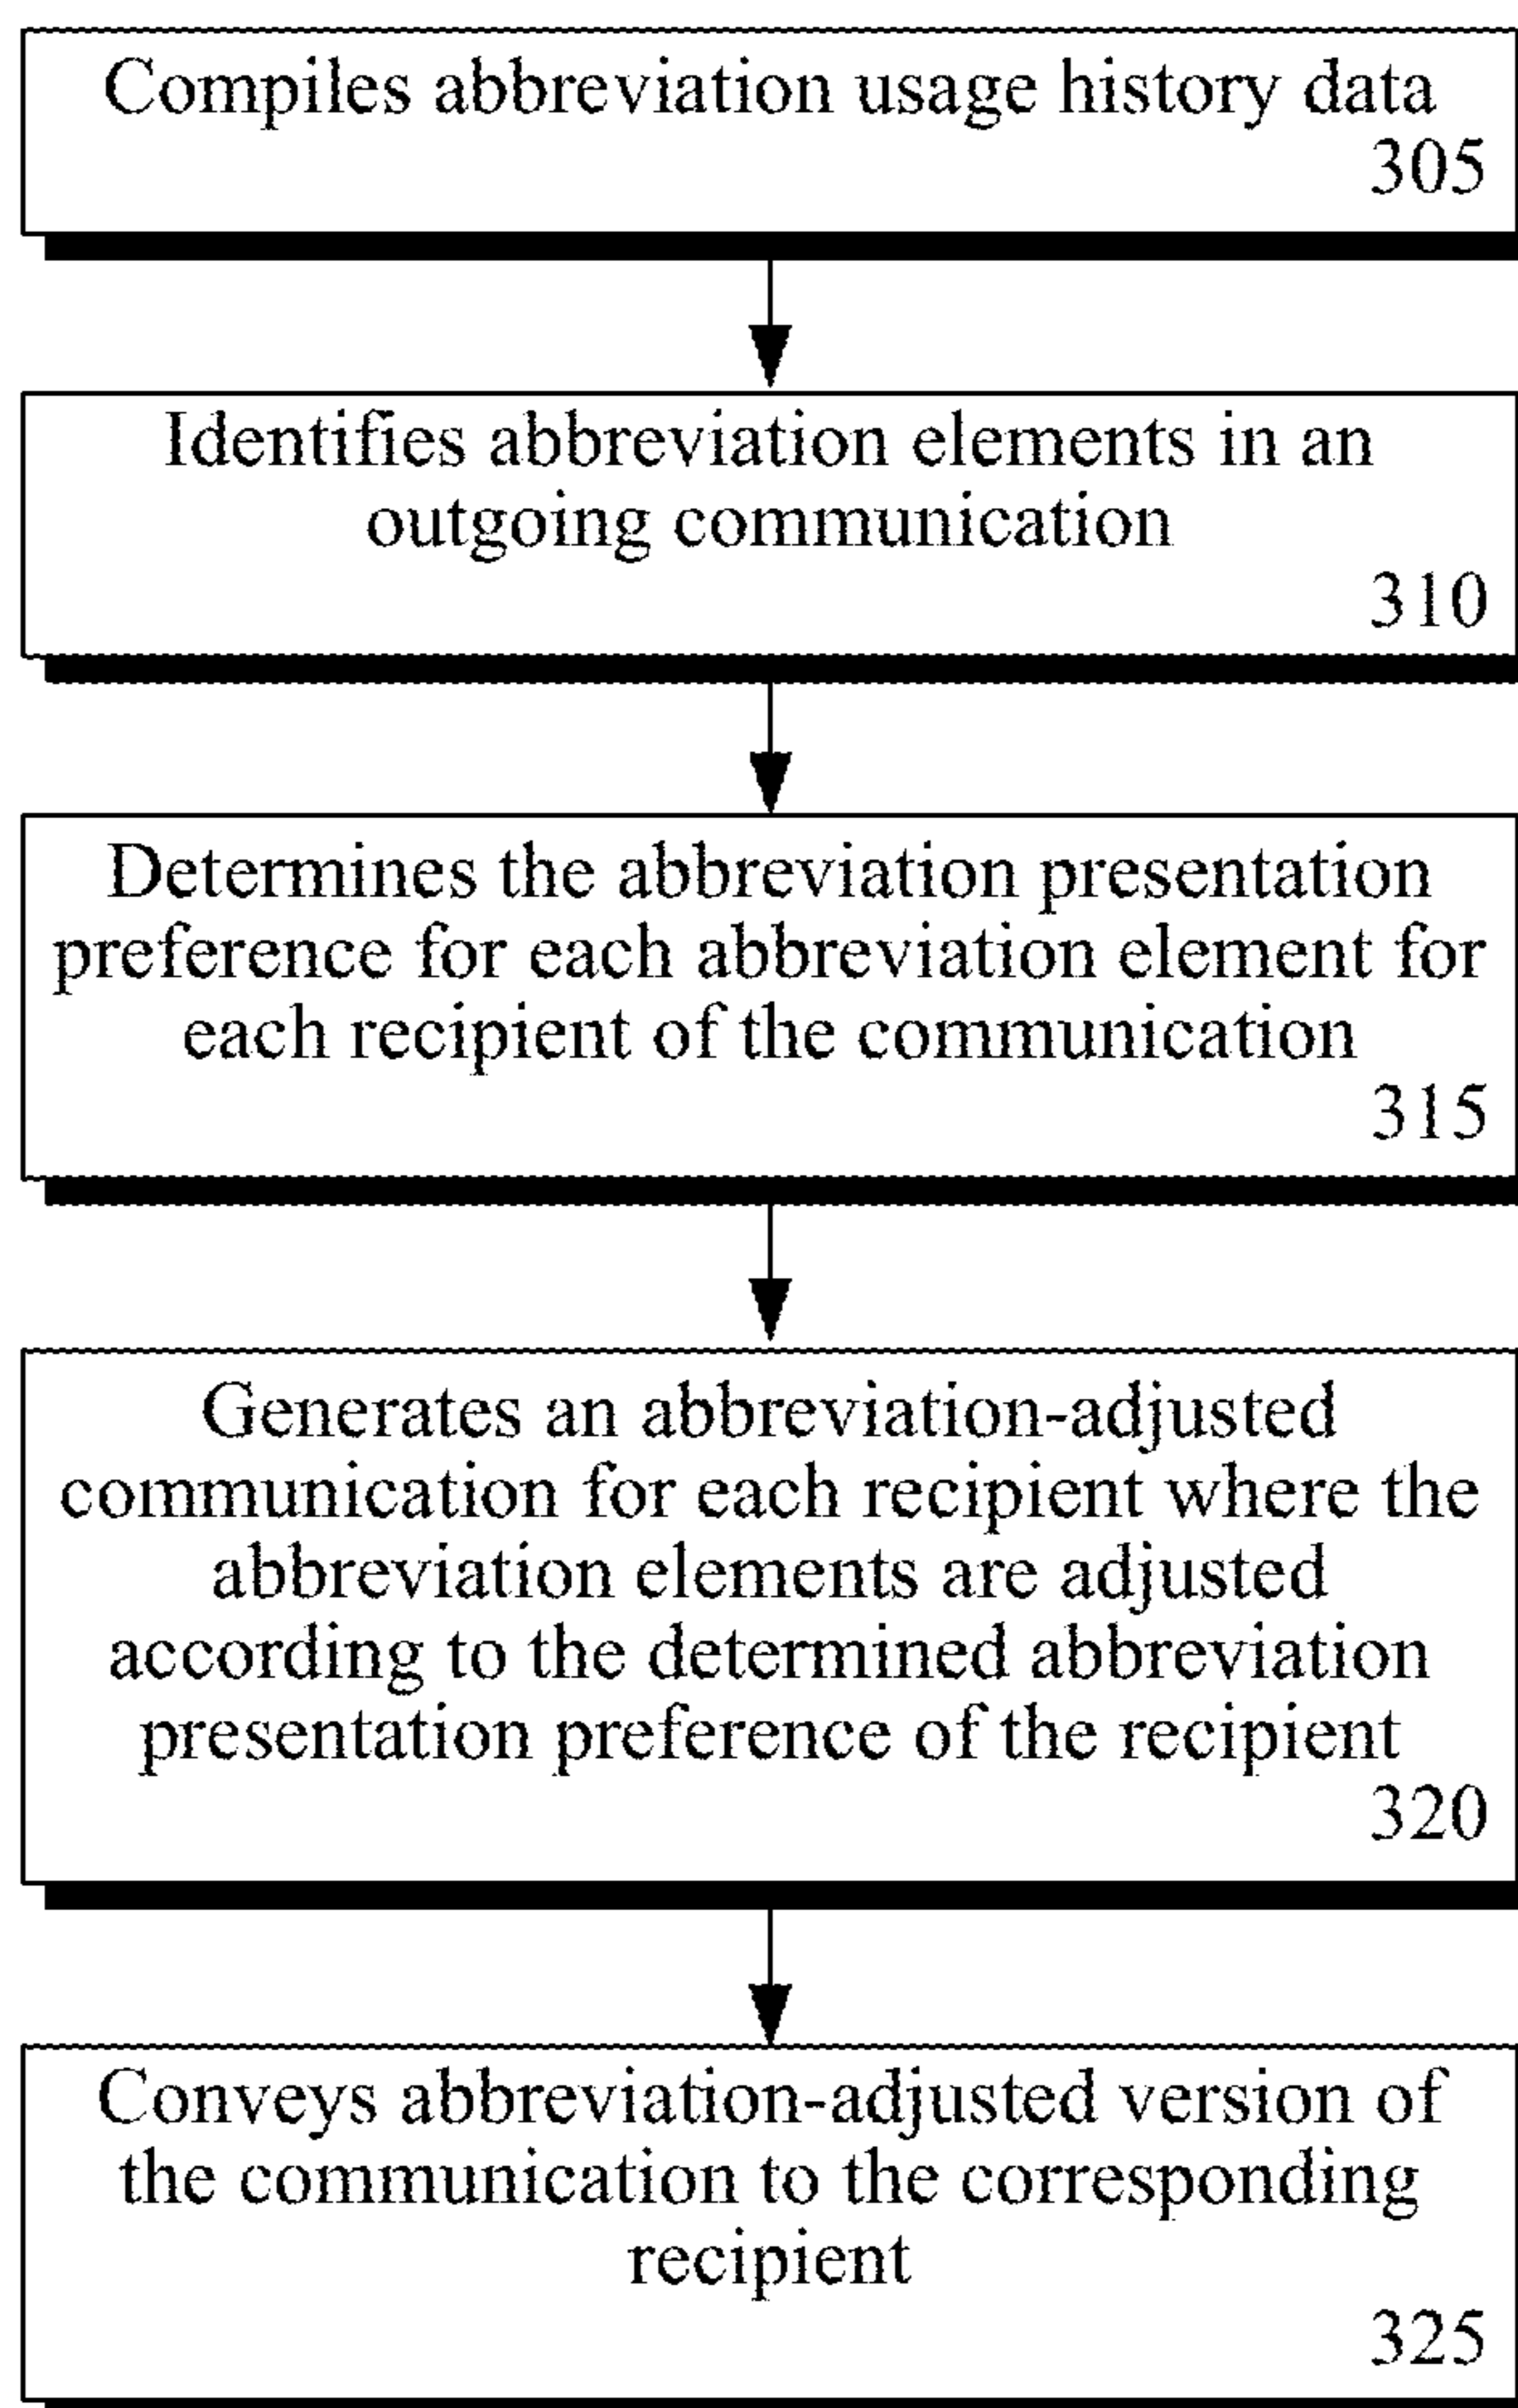 Compiles abbreviation usage history data
305
Identifies abbreviation elements in an
outgoing communication
310
Determines the abbreviation presentation
preference for each abbreviation element for
each recipient of the communication
315
Generates an abbreviation-adjusted
communication for each recipient where the
abbreviation elements are adjusted
according to the determined abbreviation
presentation preference of the recipient
320
Conveys abbreviation-adjusted version of
the communication to the corresponding
recipient
325